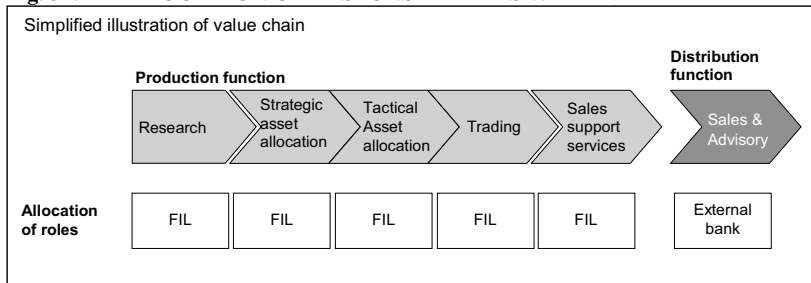 Simplified illustration of value chain
Distribution
function
Production function
Research
Strategic
asset
allocation
Tactical
Asset
allocation
Trading
Sales
support
services
Sales &
Advisory
Allocation
of roles
FIL
FIL
FIL
FIL
FIL
External
bank